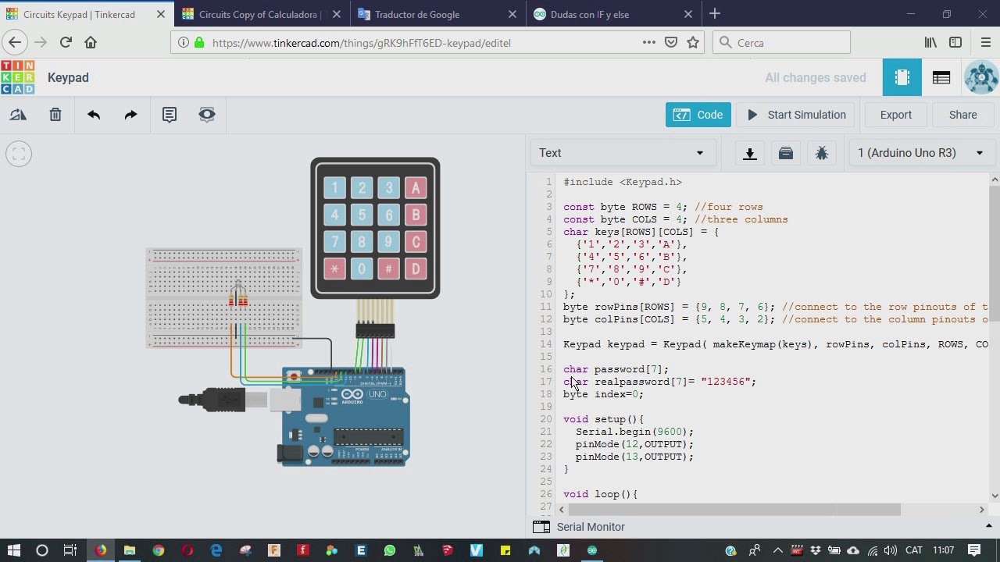 Circuits Keypad | Tinkercad
Circuits Copy of Calculadora | T
Traductor de Google
Dudas con IF y else
https://www.tinkercad.com/things/gRK9hFfT6ED-keypad/editel
Cerca
TIN
KER
CAD
Keypad
All changes saved
Code
Start Simulation
Export
Share
Text
1 (Arduino Uno R3)
1 2 3 A
4 5 6 B
7 8 9 C
* 0 # D
DIGITAL (PWM~)
UNO
ARDUINO
POWER
ANALOG IN
1 #include <Keypad.h>
2
3 const byte ROWS = 4; //four rows
4 const byte COLS = 4; //three columns
5 char keys[ROWS][COLS] = {
6 {'1','2','3','A'},
7 {'4','5','6','B'},
8 {'7','8','9','C'},
9 {'*','0','#','D'}
10 };
11 byte rowPins[ROWS] = {9, 8, 7, 6}; //connect to the row pinouts of t
12 byte colPins[COLS] = {5, 4, 3, 2}; //connect to the column pinouts o
13
14 Keypad keypad = Keypad( makeKeymap(keys), rowPins, colPins, ROWS, CO
15
16 char password[7];
17 char realpassword[7]= "123456";
18 byte index=0;
19
20 void setup(){
21 Serial.begin(9600);
22 pinMode(12,OUTPUT);
23 pinMode(13,OUTPUT);
24 }
25
26 void loop(){
27
Serial Monitor
CAT
11:07